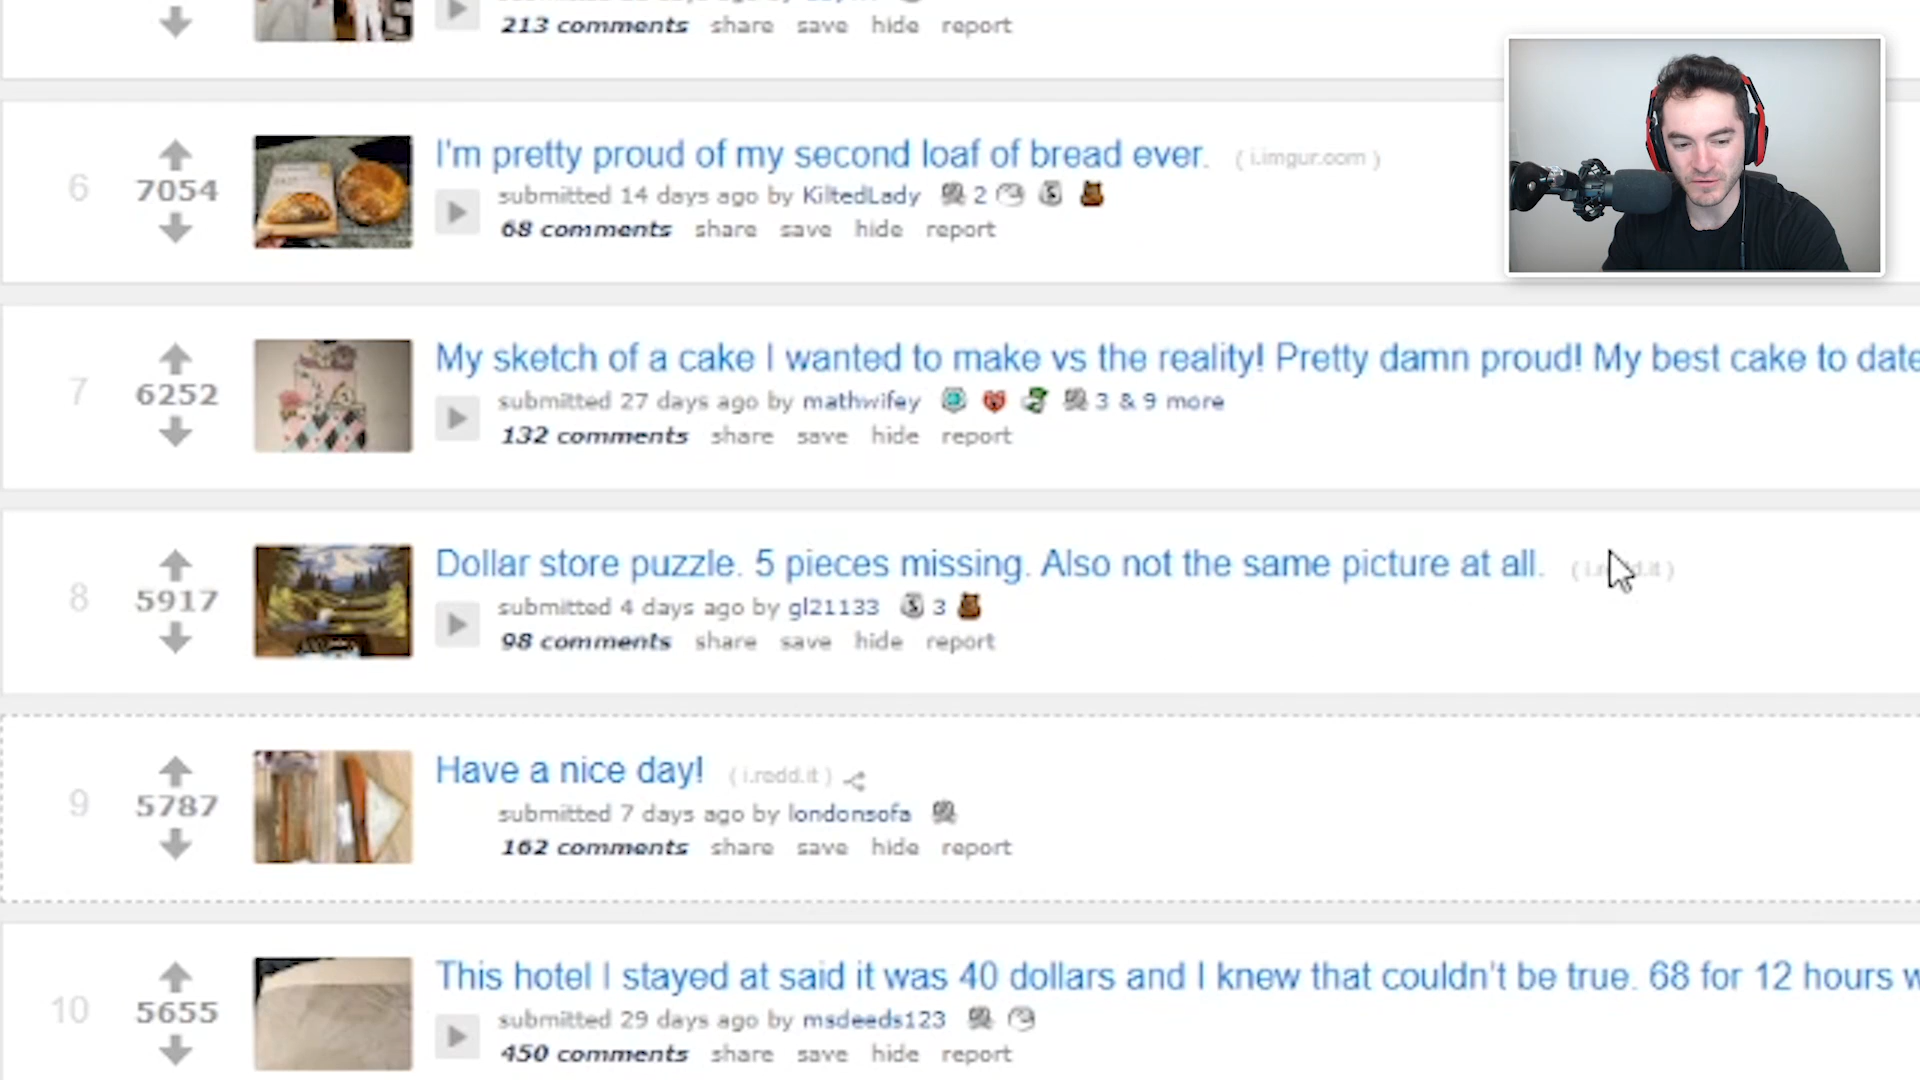 213 comments share save hide report
6
7054
I'm pretty proud of my second loaf of bread ever. ( i.imgur.com )
submitted 14 days ago by KiltedLady 2
68 comments share save hide report
7
6252
My sketch of a cake I wanted to make vs the reality! Pretty damn proud! My best cake to date
submitted 27 days ago by mathwifey 3 & 9 more
132 comments share save hide report
8
5917
Dollar store puzzle. 5 pieces missing. Also not the same picture at all.
submitted 4 days ago by gl21133 3
98 comments share save hide report
9
5787
Have a nice day! ( i.redd.it )
submitted 7 days ago by londonsofa
162 comments share save hide report
10
5655
This hotel I stayed at said it was 40 dollars and I knew that couldn't be true. 68 for 12 hours w
submitted 29 days ago by msdeeds123
450 comments share save hide report